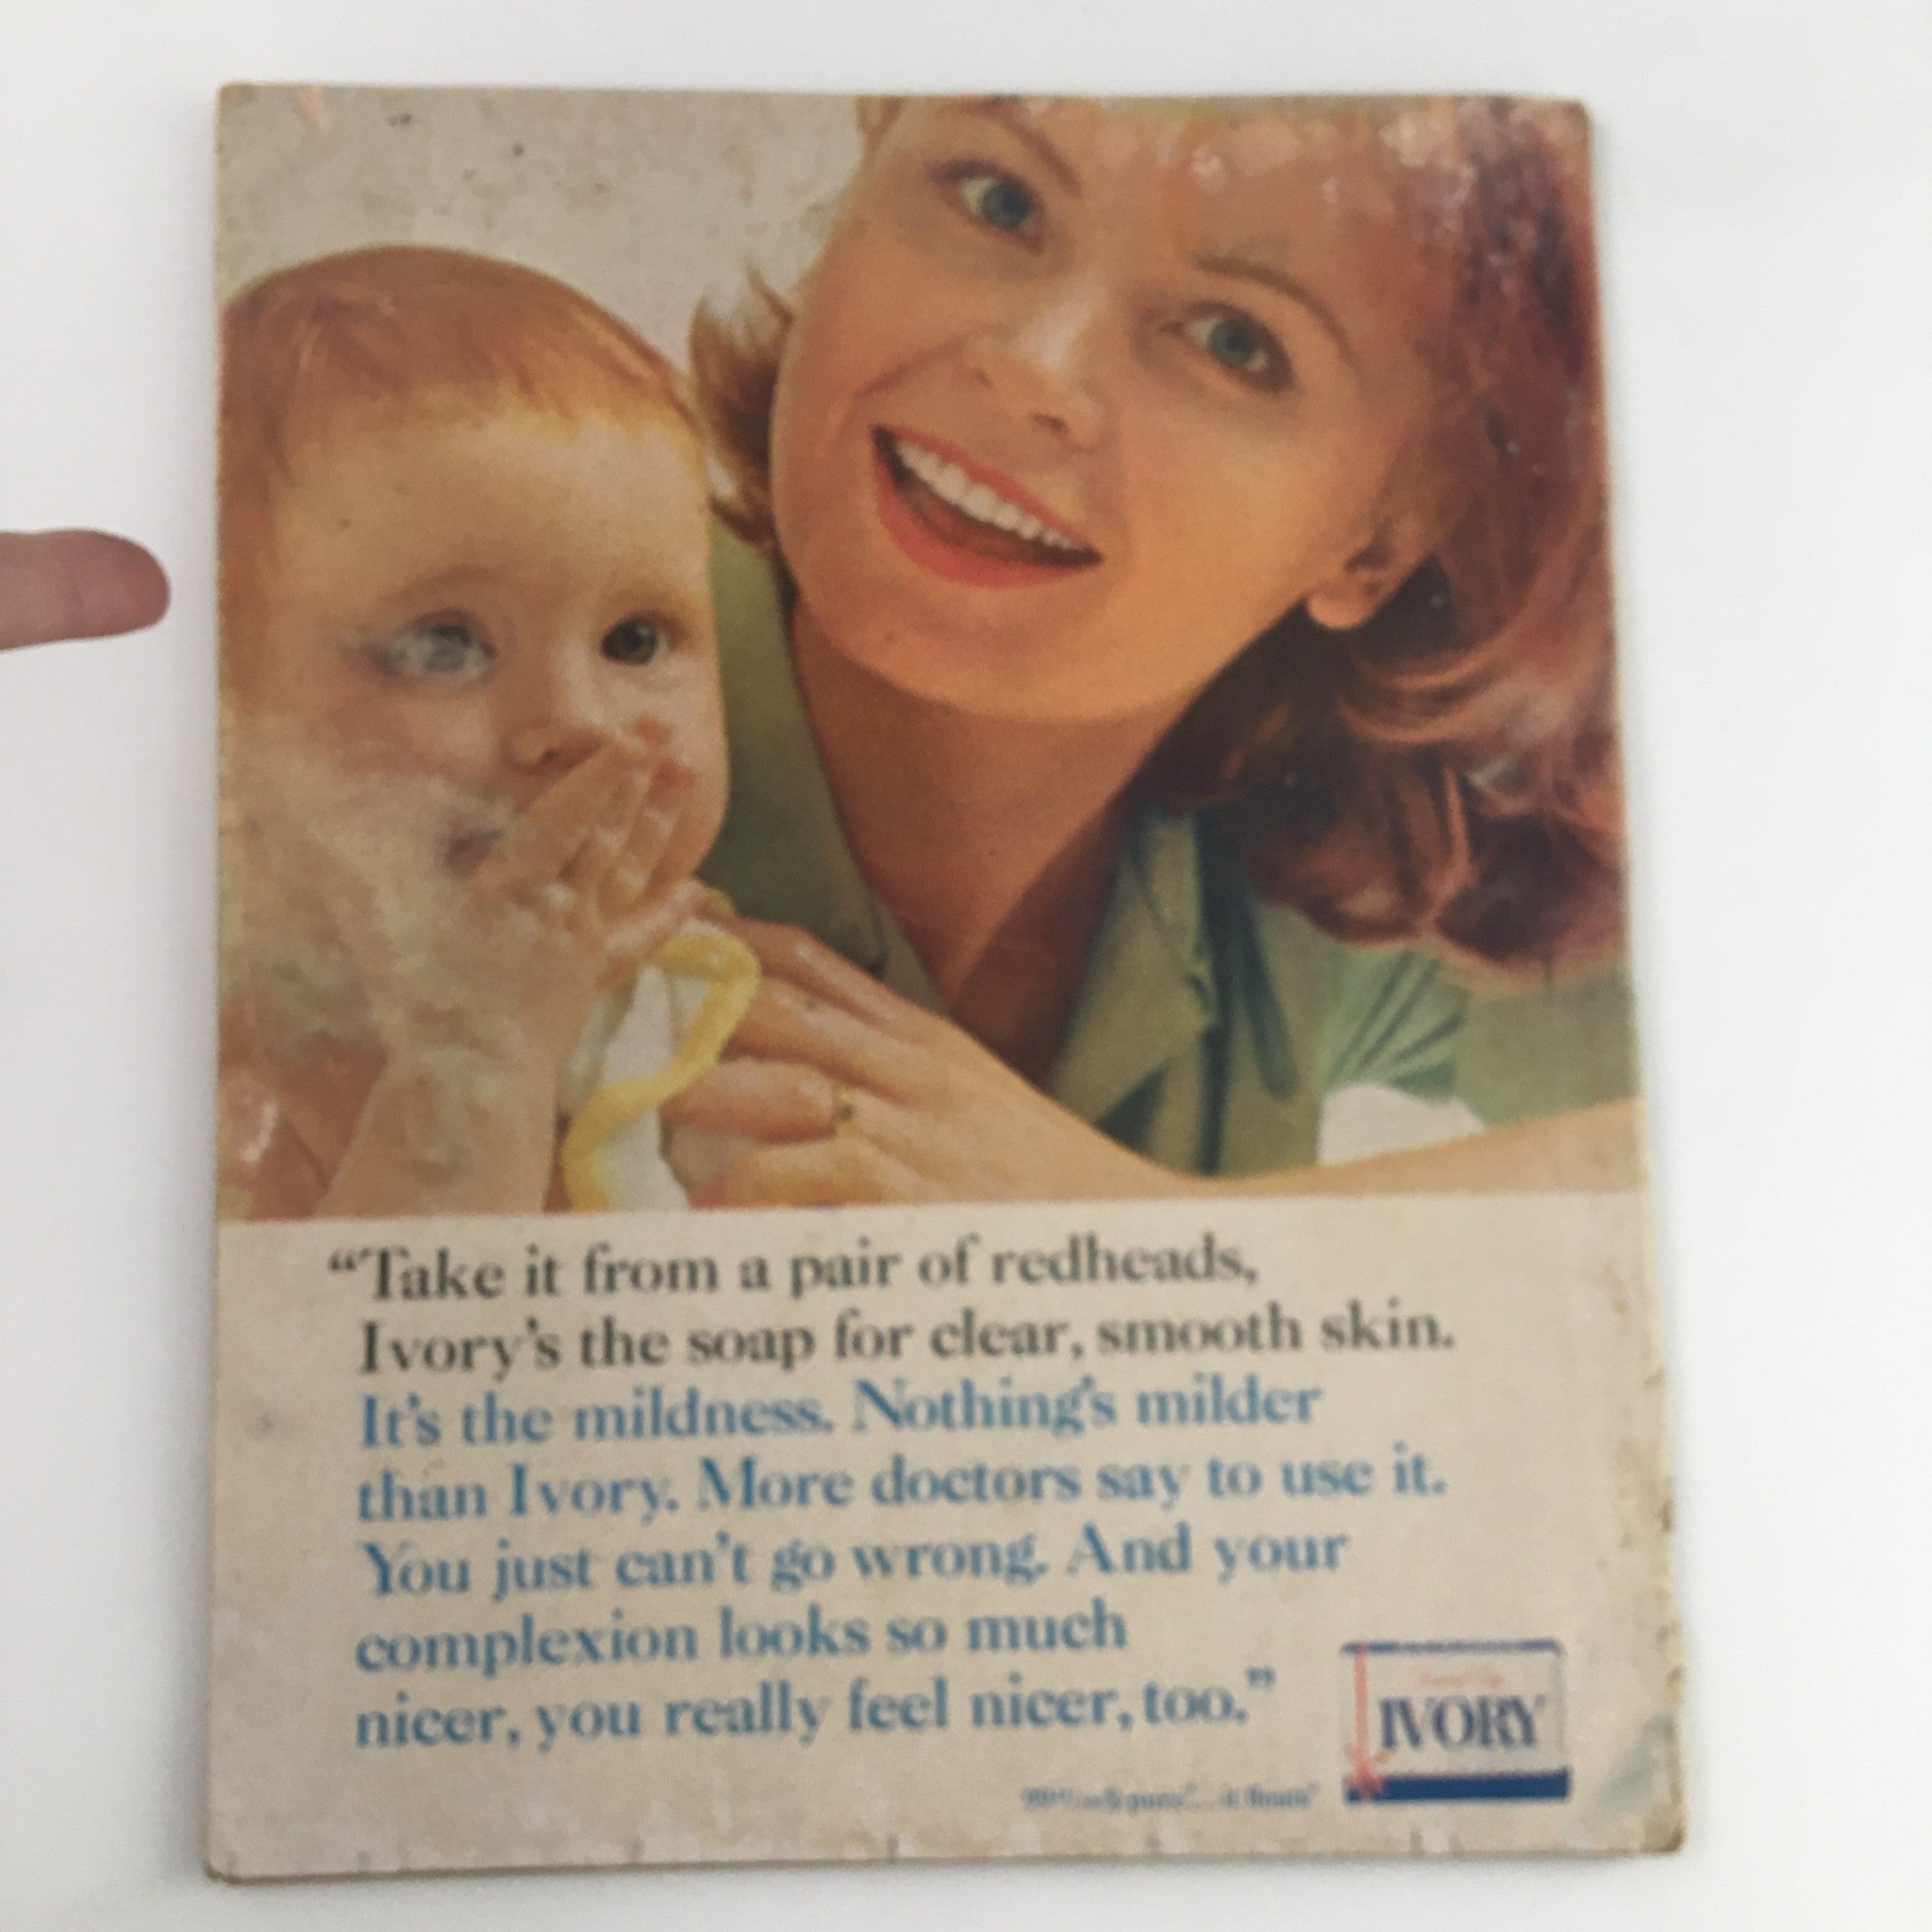 “Take it from a pair of redheads,
Ivory's the soap for clear, smooth skin.
It's the mildness. Nothing's milder
than Ivory. More doctors say to use it.
You just can't go wrong. And your
complexion looks so much
nicer, you really feel nicer, too.”
IVORY
pure